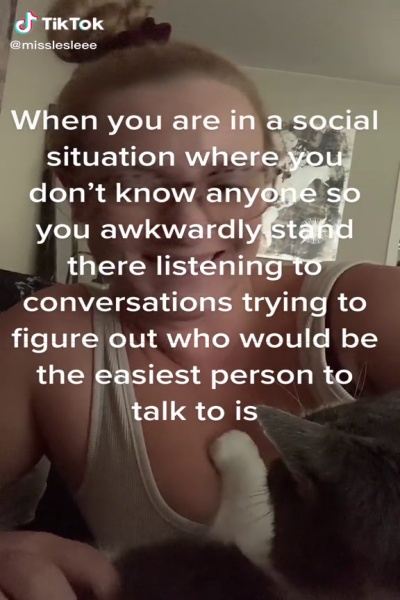 TikTok
@misslesleee
When you are in a social
situation where you
don’t know anyone so
you awkwardly stand
there listening to
conversations trying to
figure out who would be
the easiest person to
talk to is